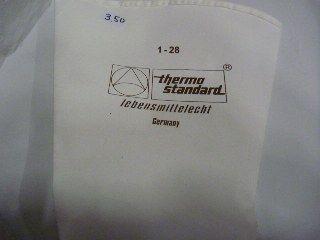 3.50
1-28
thermo ®
standard
lebensmittelecht
Germany